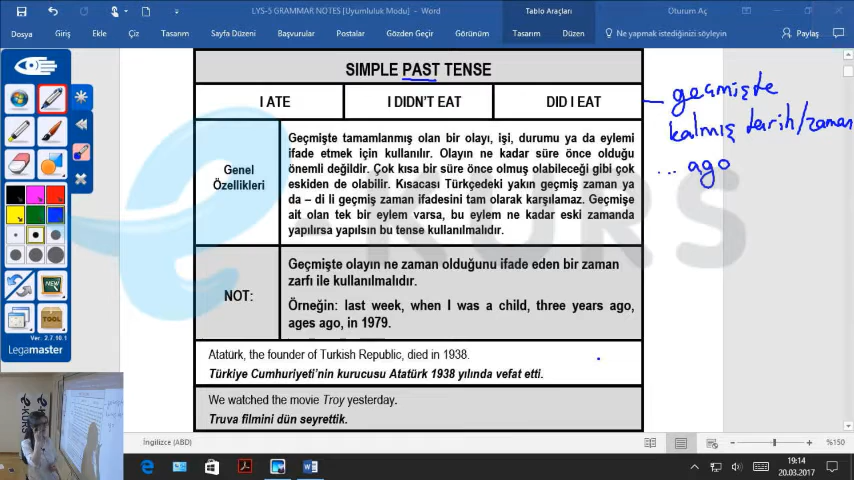 LYS-5 GRAMMAR NOTES [Uyumluluk Modu] - Word
Tablo Araçları
Oturum Aç
Dosya Giriş Ekle Çiz Tasarım Sayfa Düzeni Başvurular Postalar Gözden Geçir Görünüm Tasarım Düzen Ne yapmak istediğinizi söyleyin Paylaş
SIMPLE PAST TENSE
I ATE I DIDN'T EAT DID I EAT
geçmişte
kalmış tarih/zaman
... ago
Genel Özellikleri
Geçmişte tamamlanmış olan bir olayı, işi, durumu ya da eylemi
ifade etmek için kullanılır. Olayın ne kadar süre önce olduğu
önemli değildir. Çok kısa bir süre önce olmuş olabileceği gibi çok
eskiden de olabilir. Kısacası Türkçedeki yakın geçmiş zaman ya
da – di li geçmiş zaman ifadesini tam olarak karşılamaz. Geçmişe
ait olan tek bir eylem varsa, bu eylem ne kadar eski zamanda
yapılırsa yapılsın bu tense kullanılmalıdır.
NOT:
Geçmişte olayın ne zaman olduğunu ifade eden bir zaman
zarfı ile kullanılmalıdır.
Örneğin: last week, when I was a child, three years ago,
ages ago, in 1979.
Atatürk, the founder of Turkish Republic, died in 1938.
Türkiye Cumhuriyeti'nin kurucusu Atatürk 1938 yılında vefat etti.
We watched the movie Troy yesterday.
Truva filmini dün seyrettik.
e KURS
NEW
TOOL
Ver. 2.7.10.1
Legamaster
İngilizce (ABD)
%150
19:14
20.03.2017